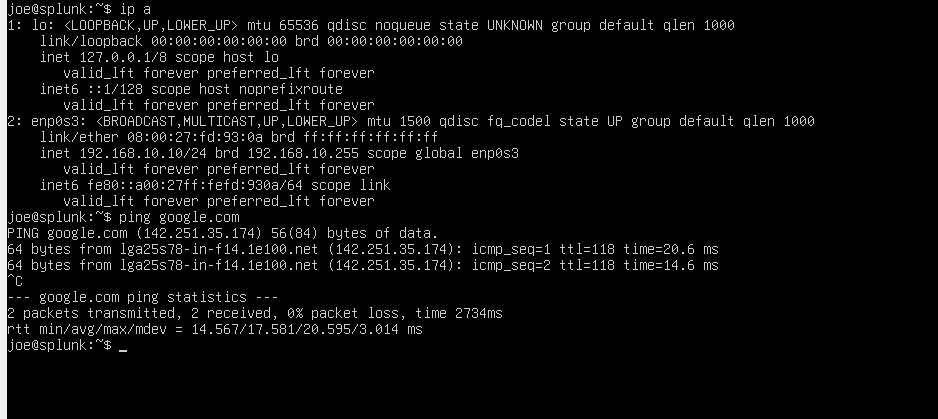 joe@splunk:~$ ip a
1: lo: <LOOPBACK,UP,LOWER_UP> mtu 65536 qdisc noqueue state UNKNOWN group default qlen 1000
    link/loopback 00:00:00:00:00:00 brd 00:00:00:00:00:00
    inet 127.0.0.1/8 scope host lo
       valid_lft forever preferred_lft forever
    inet6 ::1/128 scope host noprefixroute
       valid_lft forever preferred_lft forever
2: enp0s3: <BROADCAST,MULTICAST,UP,LOWER_UP> mtu 1500 qdisc fq_codel state UP group default qlen 1000
    link/ether 08:00:27:fd:93:0a brd ff:ff:ff:ff:ff:ff
    inet 192.168.10.10/24 brd 192.168.10.255 scope global enp0s3
       valid_lft forever preferred_lft forever
    inet6 fe80::a00:27ff:fefd:930a/64 scope link
       valid_lft forever preferred_lft forever
joe@splunk:~$ ping google.com
PING google.com (142.251.35.174) 56(84) bytes of data.
64 bytes from lga25s78-in-f14.1e100.net (142.251.35.174): icmp_seq=1 ttl=118 time=20.6 ms
64 bytes from lga25s78-in-f14.1e100.net (142.251.35.174): icmp_seq=2 ttl=118 time=14.6 ms
^C
--- google.com ping statistics ---
2 packets transmitted, 2 received, 0% packet loss, time 2734ms
rtt min/avg/max/mdev = 14.567/17.581/20.595/3.014 ms
joe@splunk:~$ _